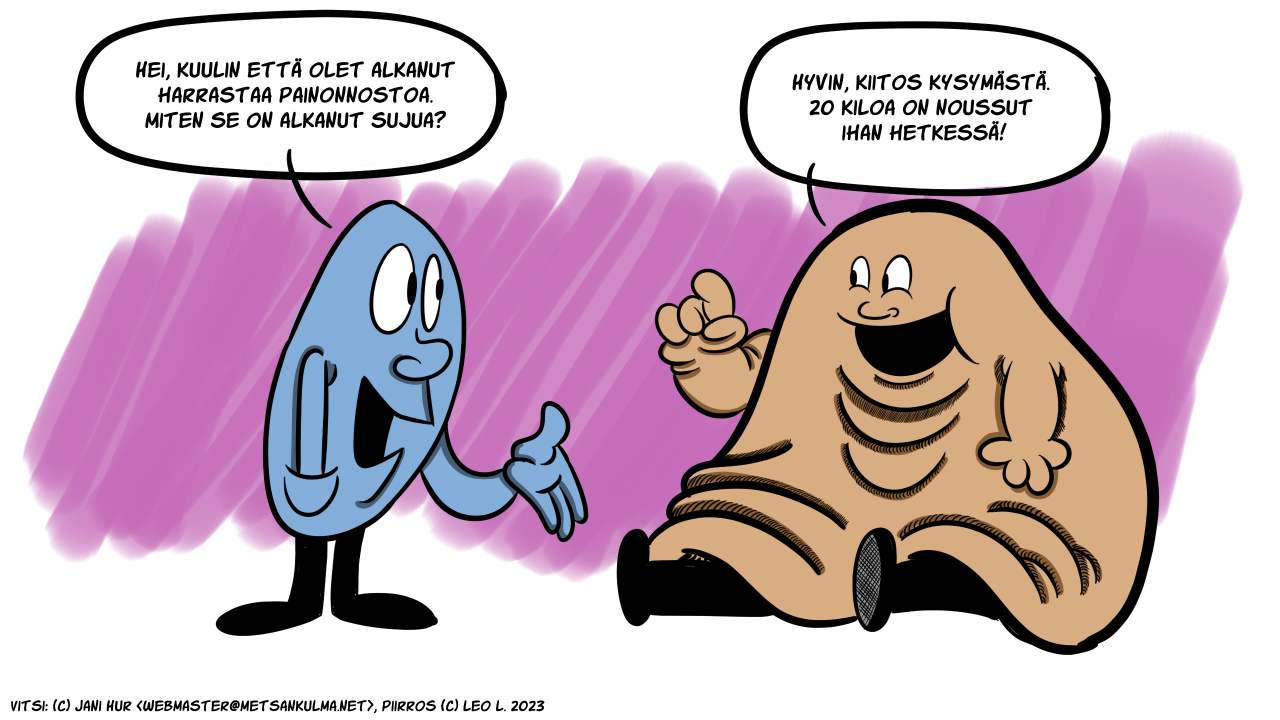 HEI, KUULIN ETTÄ OLET ALKANUT
HARRASTAA PAINONNOSTOA.
MITEN SE ON ALKANUT SUJUA?
HYVIN, KIITOS KYSYMÄSTÄ.
20 KILOA ON NOUSSUT
IHAN HETKESSÄ!
VITSI: (C) JANI HUR <WEBMASTER@METSANKULMA.NET>, PIIRROS (C) LEO L. 2023